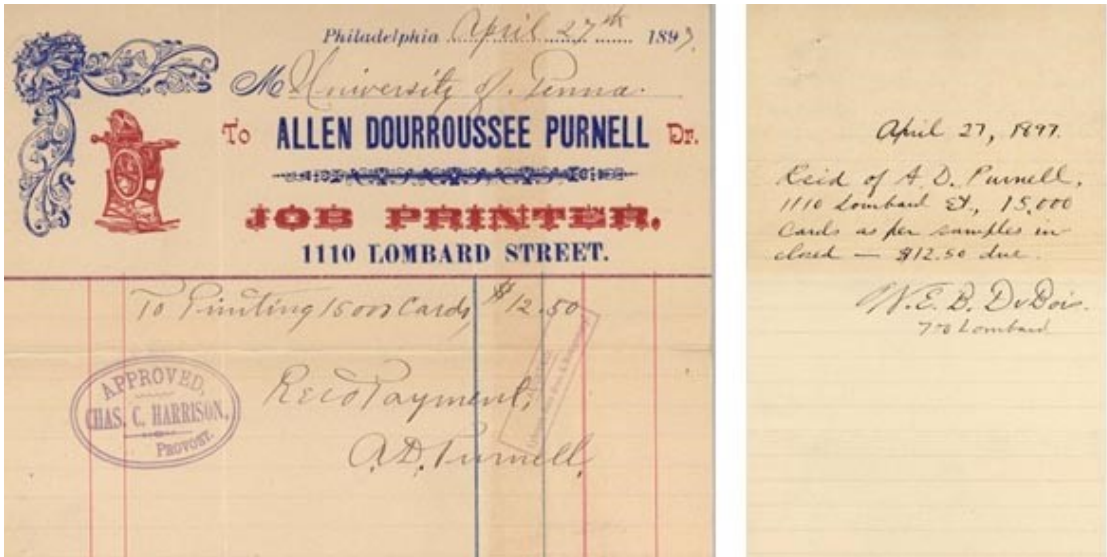 Philadelphia April 27th 1897
M University of Penna.
To ALLEN DOURROUSSEE PURNELL Dr.
JOB PRINTER.
1110 LOMBARD STREET.
To Printing 15000 Cards, $12.50
APPROVED,
CHAS. C. HARRISON,
PROVOST.
Recd Payment,
A.D. Purnell.
April 27, 1897.
Recd of A. D. Purnell,
1110 Lombard St., 15,000
cards as per samples in-
closed — $12.50 due.
W. E. B. DuBois.
700 Lombard